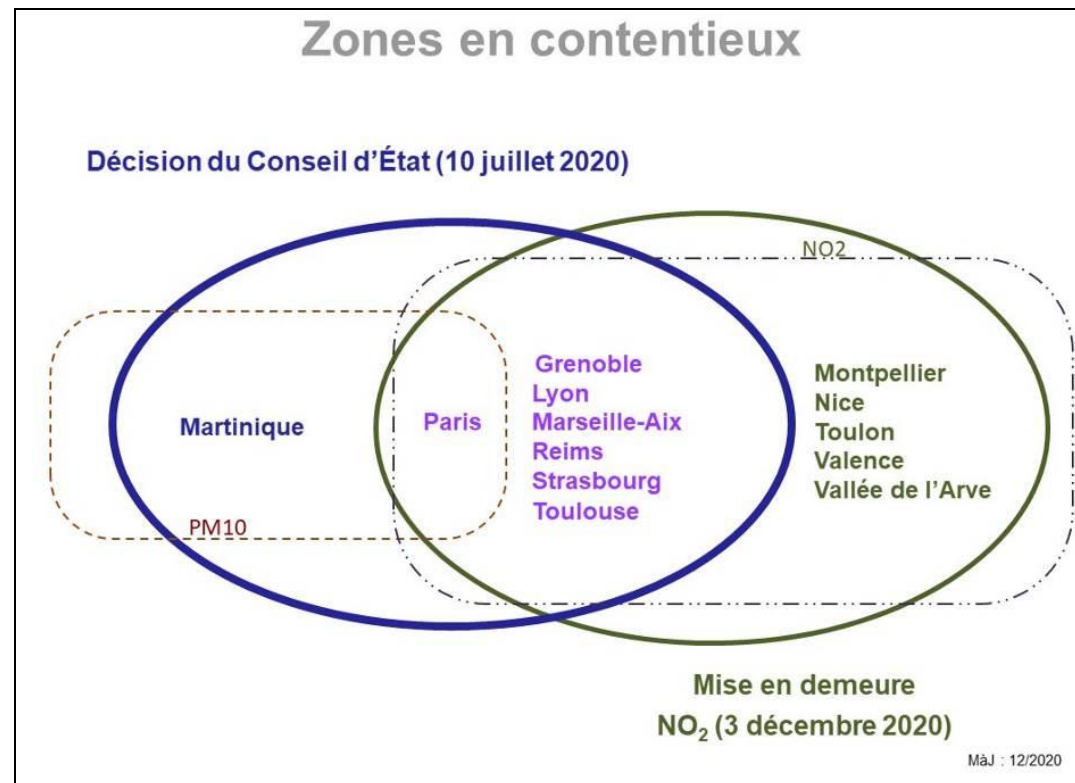 Zones en contentieux
Décision du Conseil d'État (10 juillet 2020)
NO2
Martinique
Paris
Grenoble
Lyon
Marseille-Aix
Reims
Strasbourg
Toulouse
Montpellier
Nice
Toulon
Valence
Vallée de l'Arve
PM10
Mise en demeure
NO₂ (3 décembre 2020)
MàJ : 12/2020